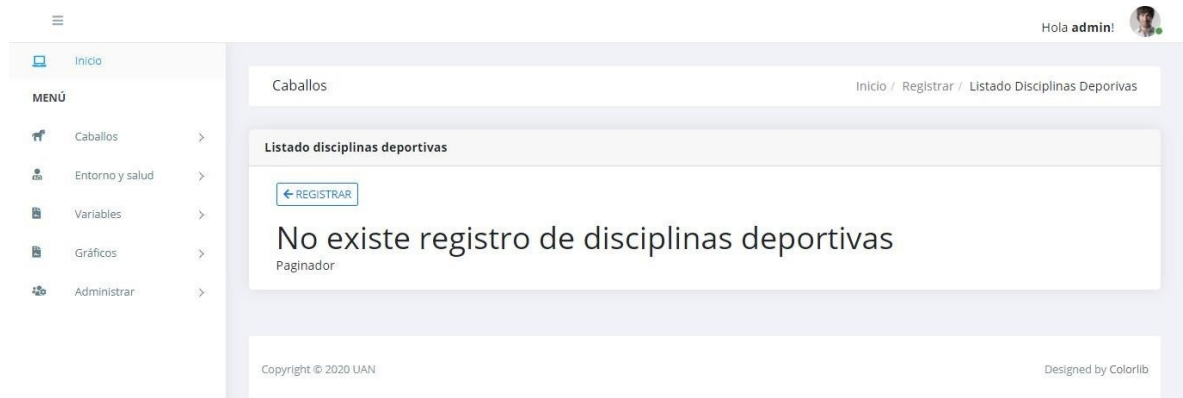 Hola admin!
Inicio
MENÚ
Caballos
Entorno y salud
Variables
Gráficos
Administrar
Caballos
Inicio / Registrar / Listado Disciplinas Deporivas
Listado disciplinas deportivas
REGISTRAR
No existe registro de disciplinas deportivas
Paginador
Copyright © 2020 UAN
Designed by Colorlib